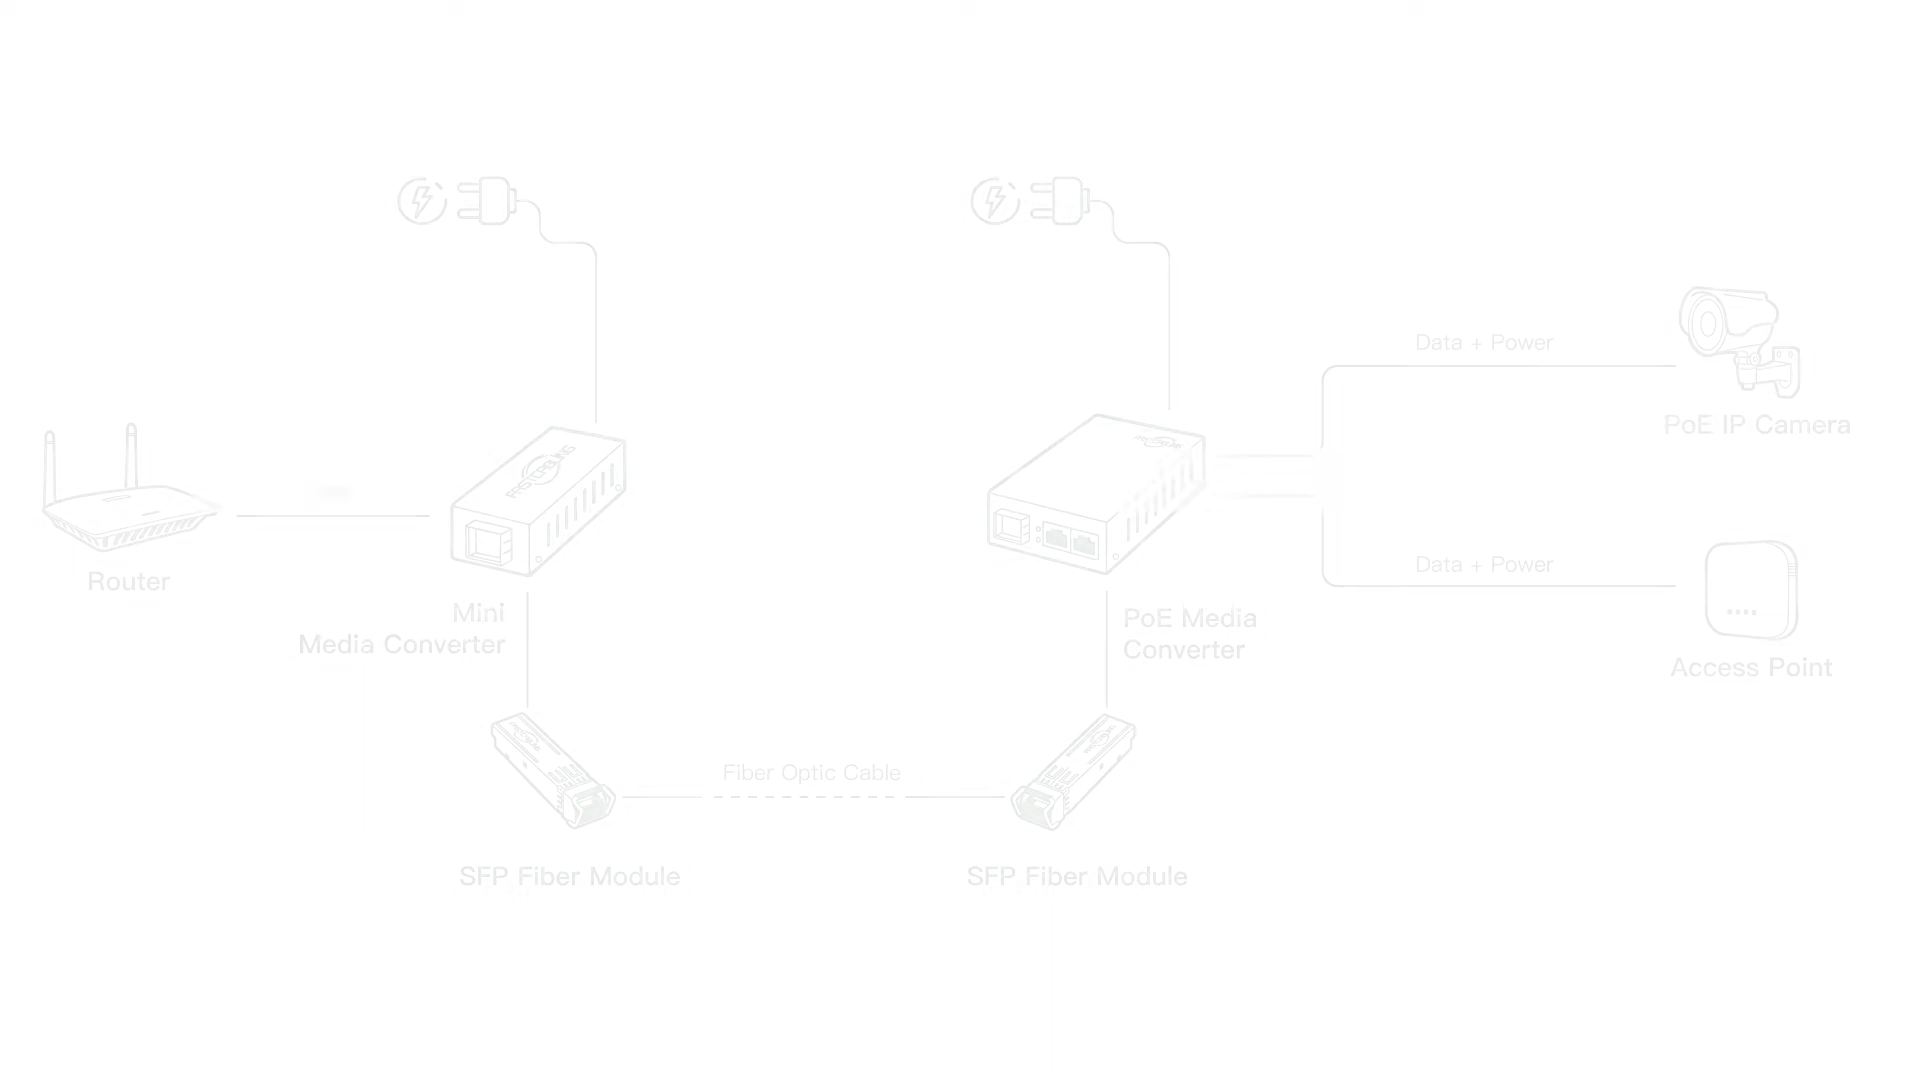 Data + Power
PoE IP Camera
Router
Mini
Media Converter
PoE Media
Converter
Data + Power
Access Point
Fiber Optic Cable
SFP Fiber Module
SFP Fiber Module
FASTCABLING